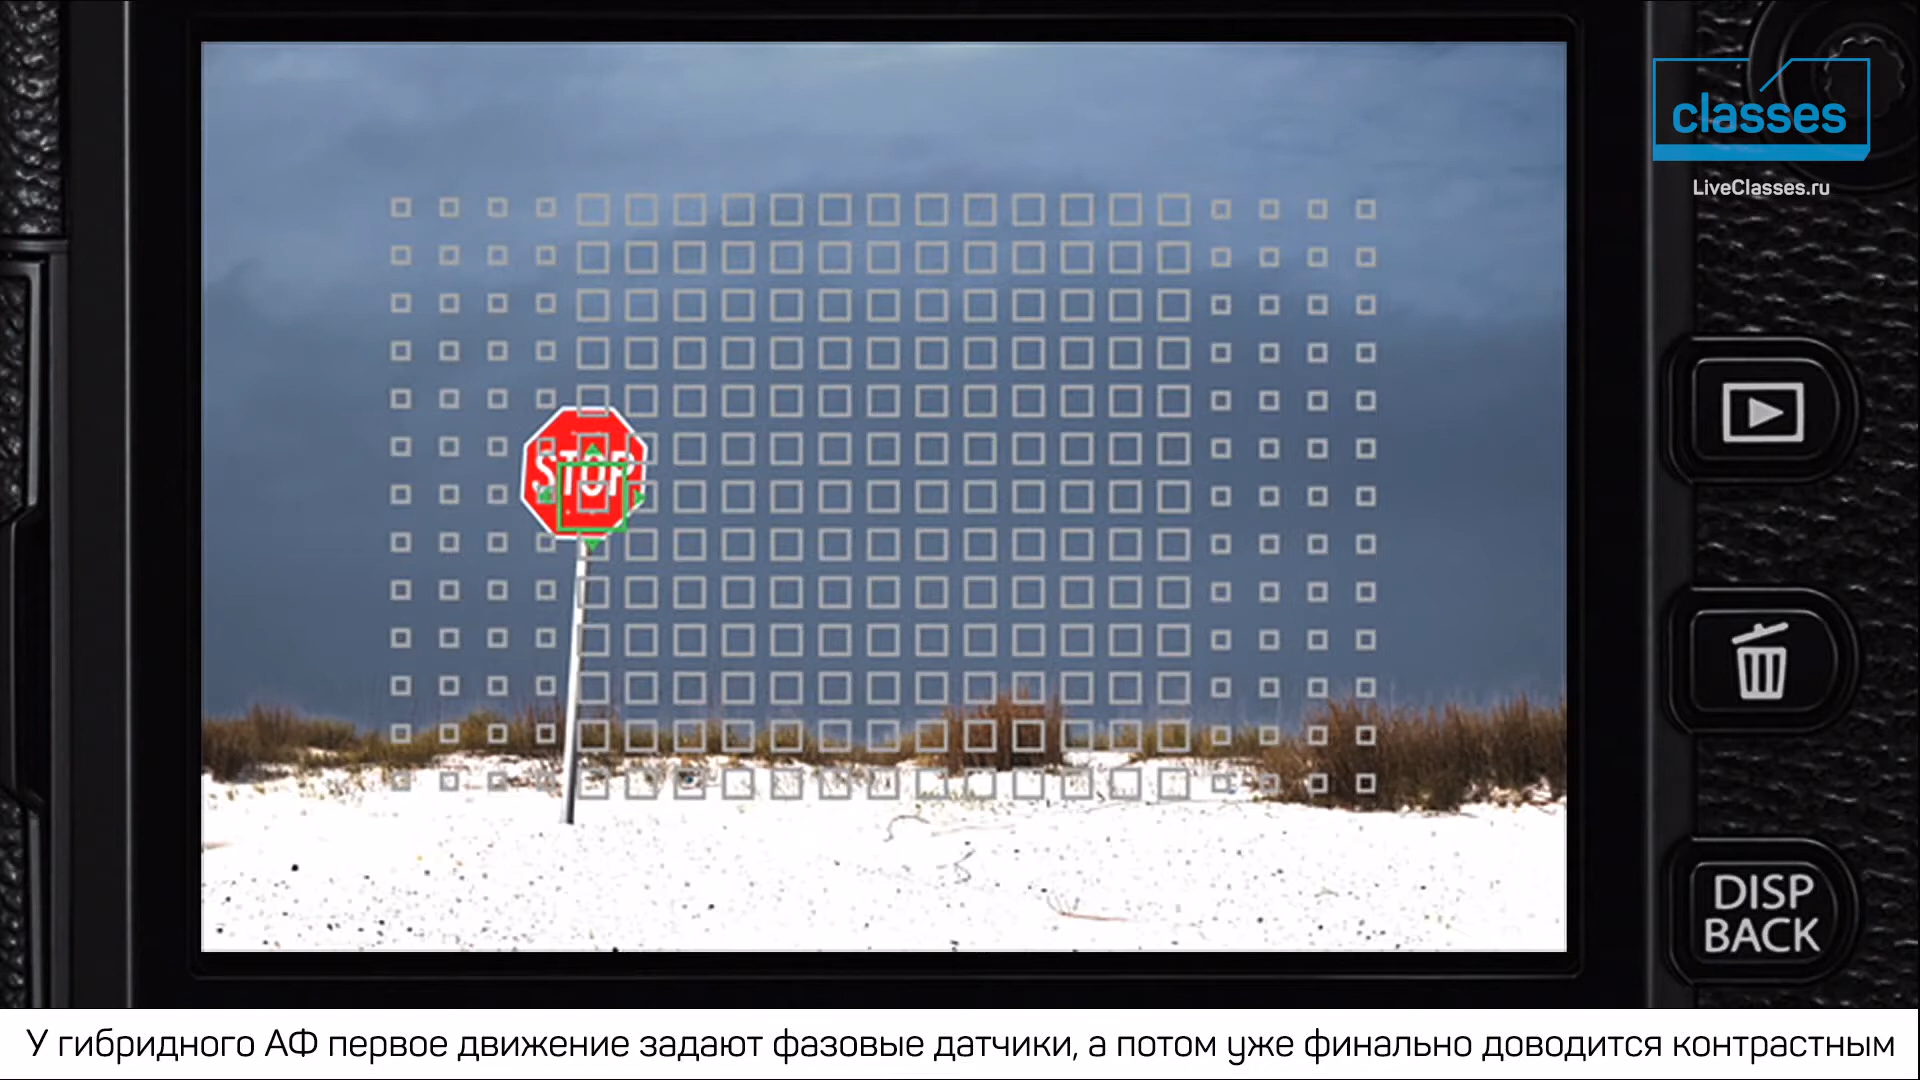 classes
LiveClasses.ru
STOP
DISP
BACK
У гибридного АФ первое движение задают фазовые датчики, а потом уже финально доводится контрастным